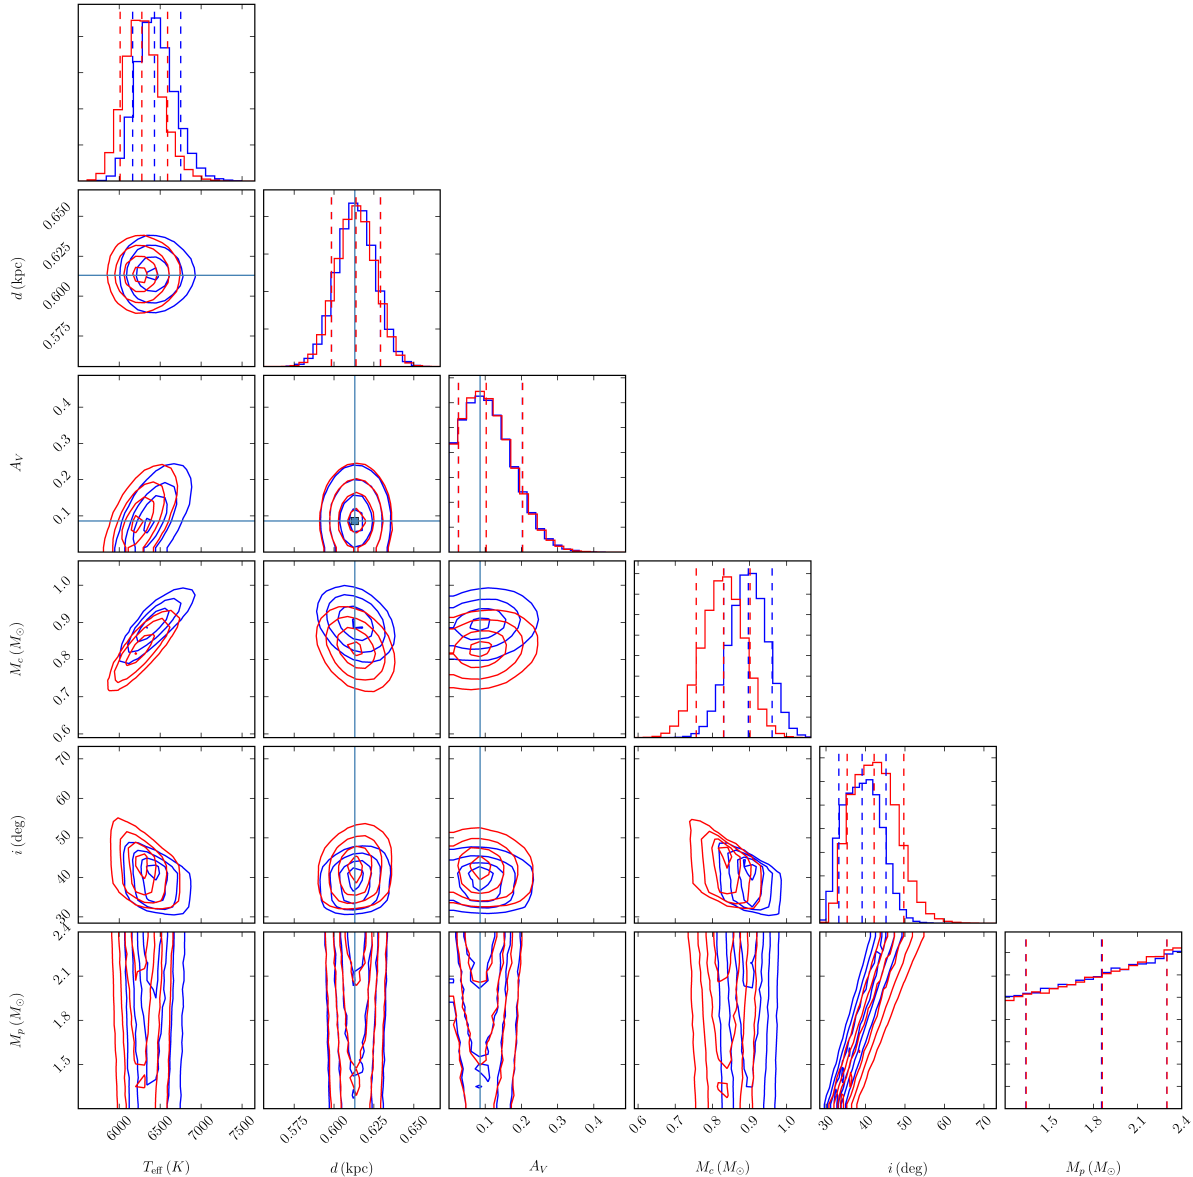 0.650
0.625
0.600
0.575
d (kpc)
0.4
0.3
0.2
0.1
A_V
1.0
0.9
0.8
0.7
0.6
M_c (M_⊙)
70
60
50
40
30
i (deg)
2.4
2.1
1.8
1.5
M_p (M_⊙)
6000 6500 7000 7500
0.575 0.600 0.625 0.650
0.1 0.2 0.3 0.4
0.6 0.7 0.8 0.9 1.0
30 40 50 60 70
1.5 1.8 2.1 2.4
T_eff (K) d (kpc) A_V M_c (M_⊙) i (deg) M_p (M_⊙)